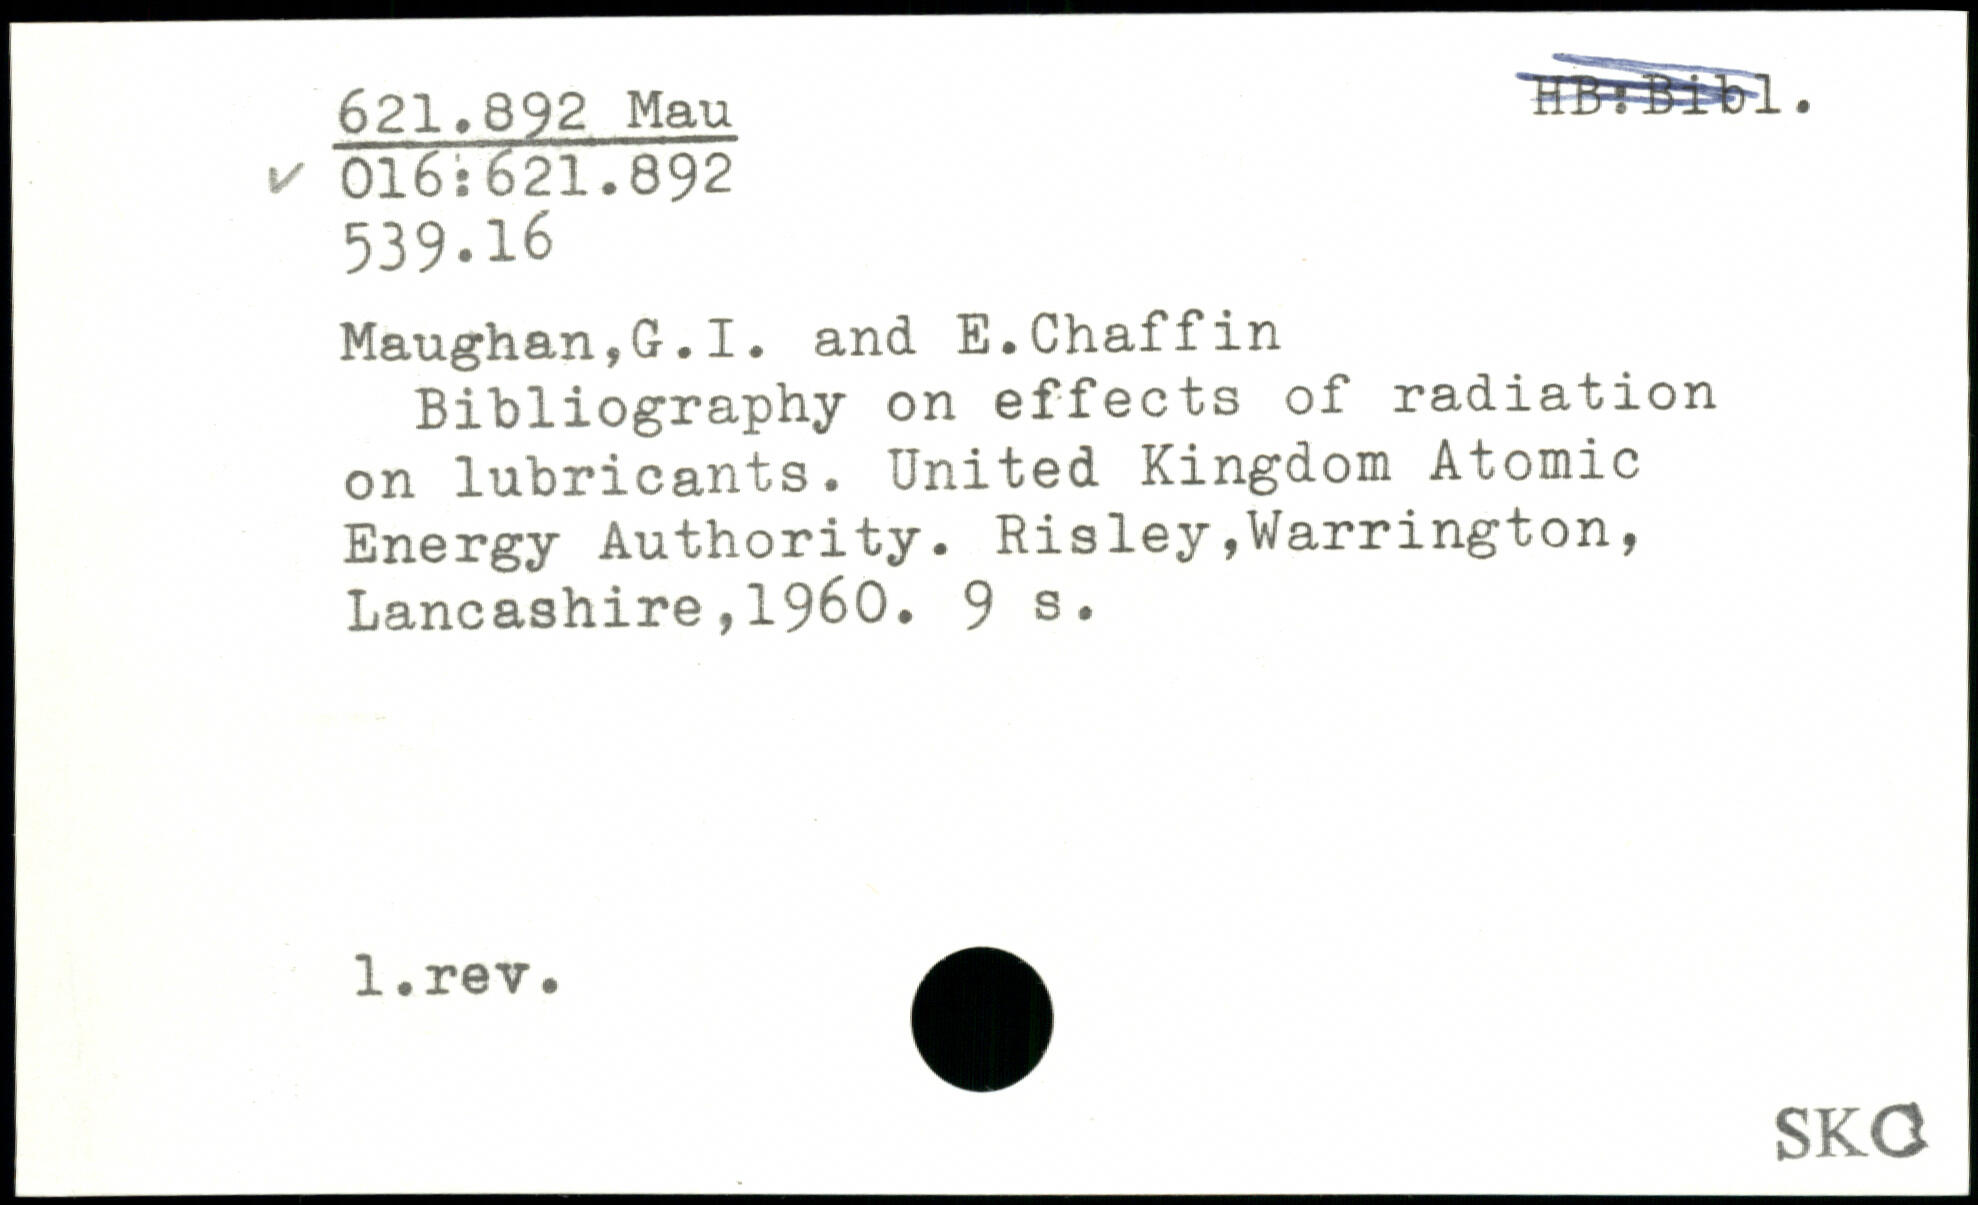 621.892 Mau
HB:Bibl.
✓ 016:621.892
539.16
Maughan,G.I. and E.Chaffin
Bibliography on effects of radiation
on lubricants. United Kingdom Atomic
Energy Authority. Risley,Warrington,
Lancashire,1960. 9 s.
1.rev.
SKC